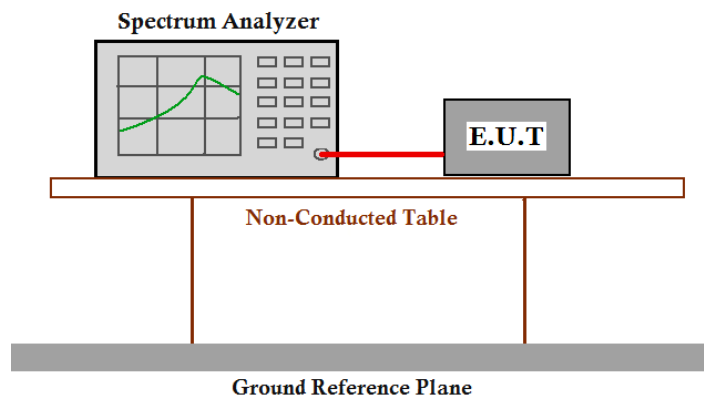 Spectrum Analyzer
E.U.T
Non-Conducted Table
Ground Reference Plane